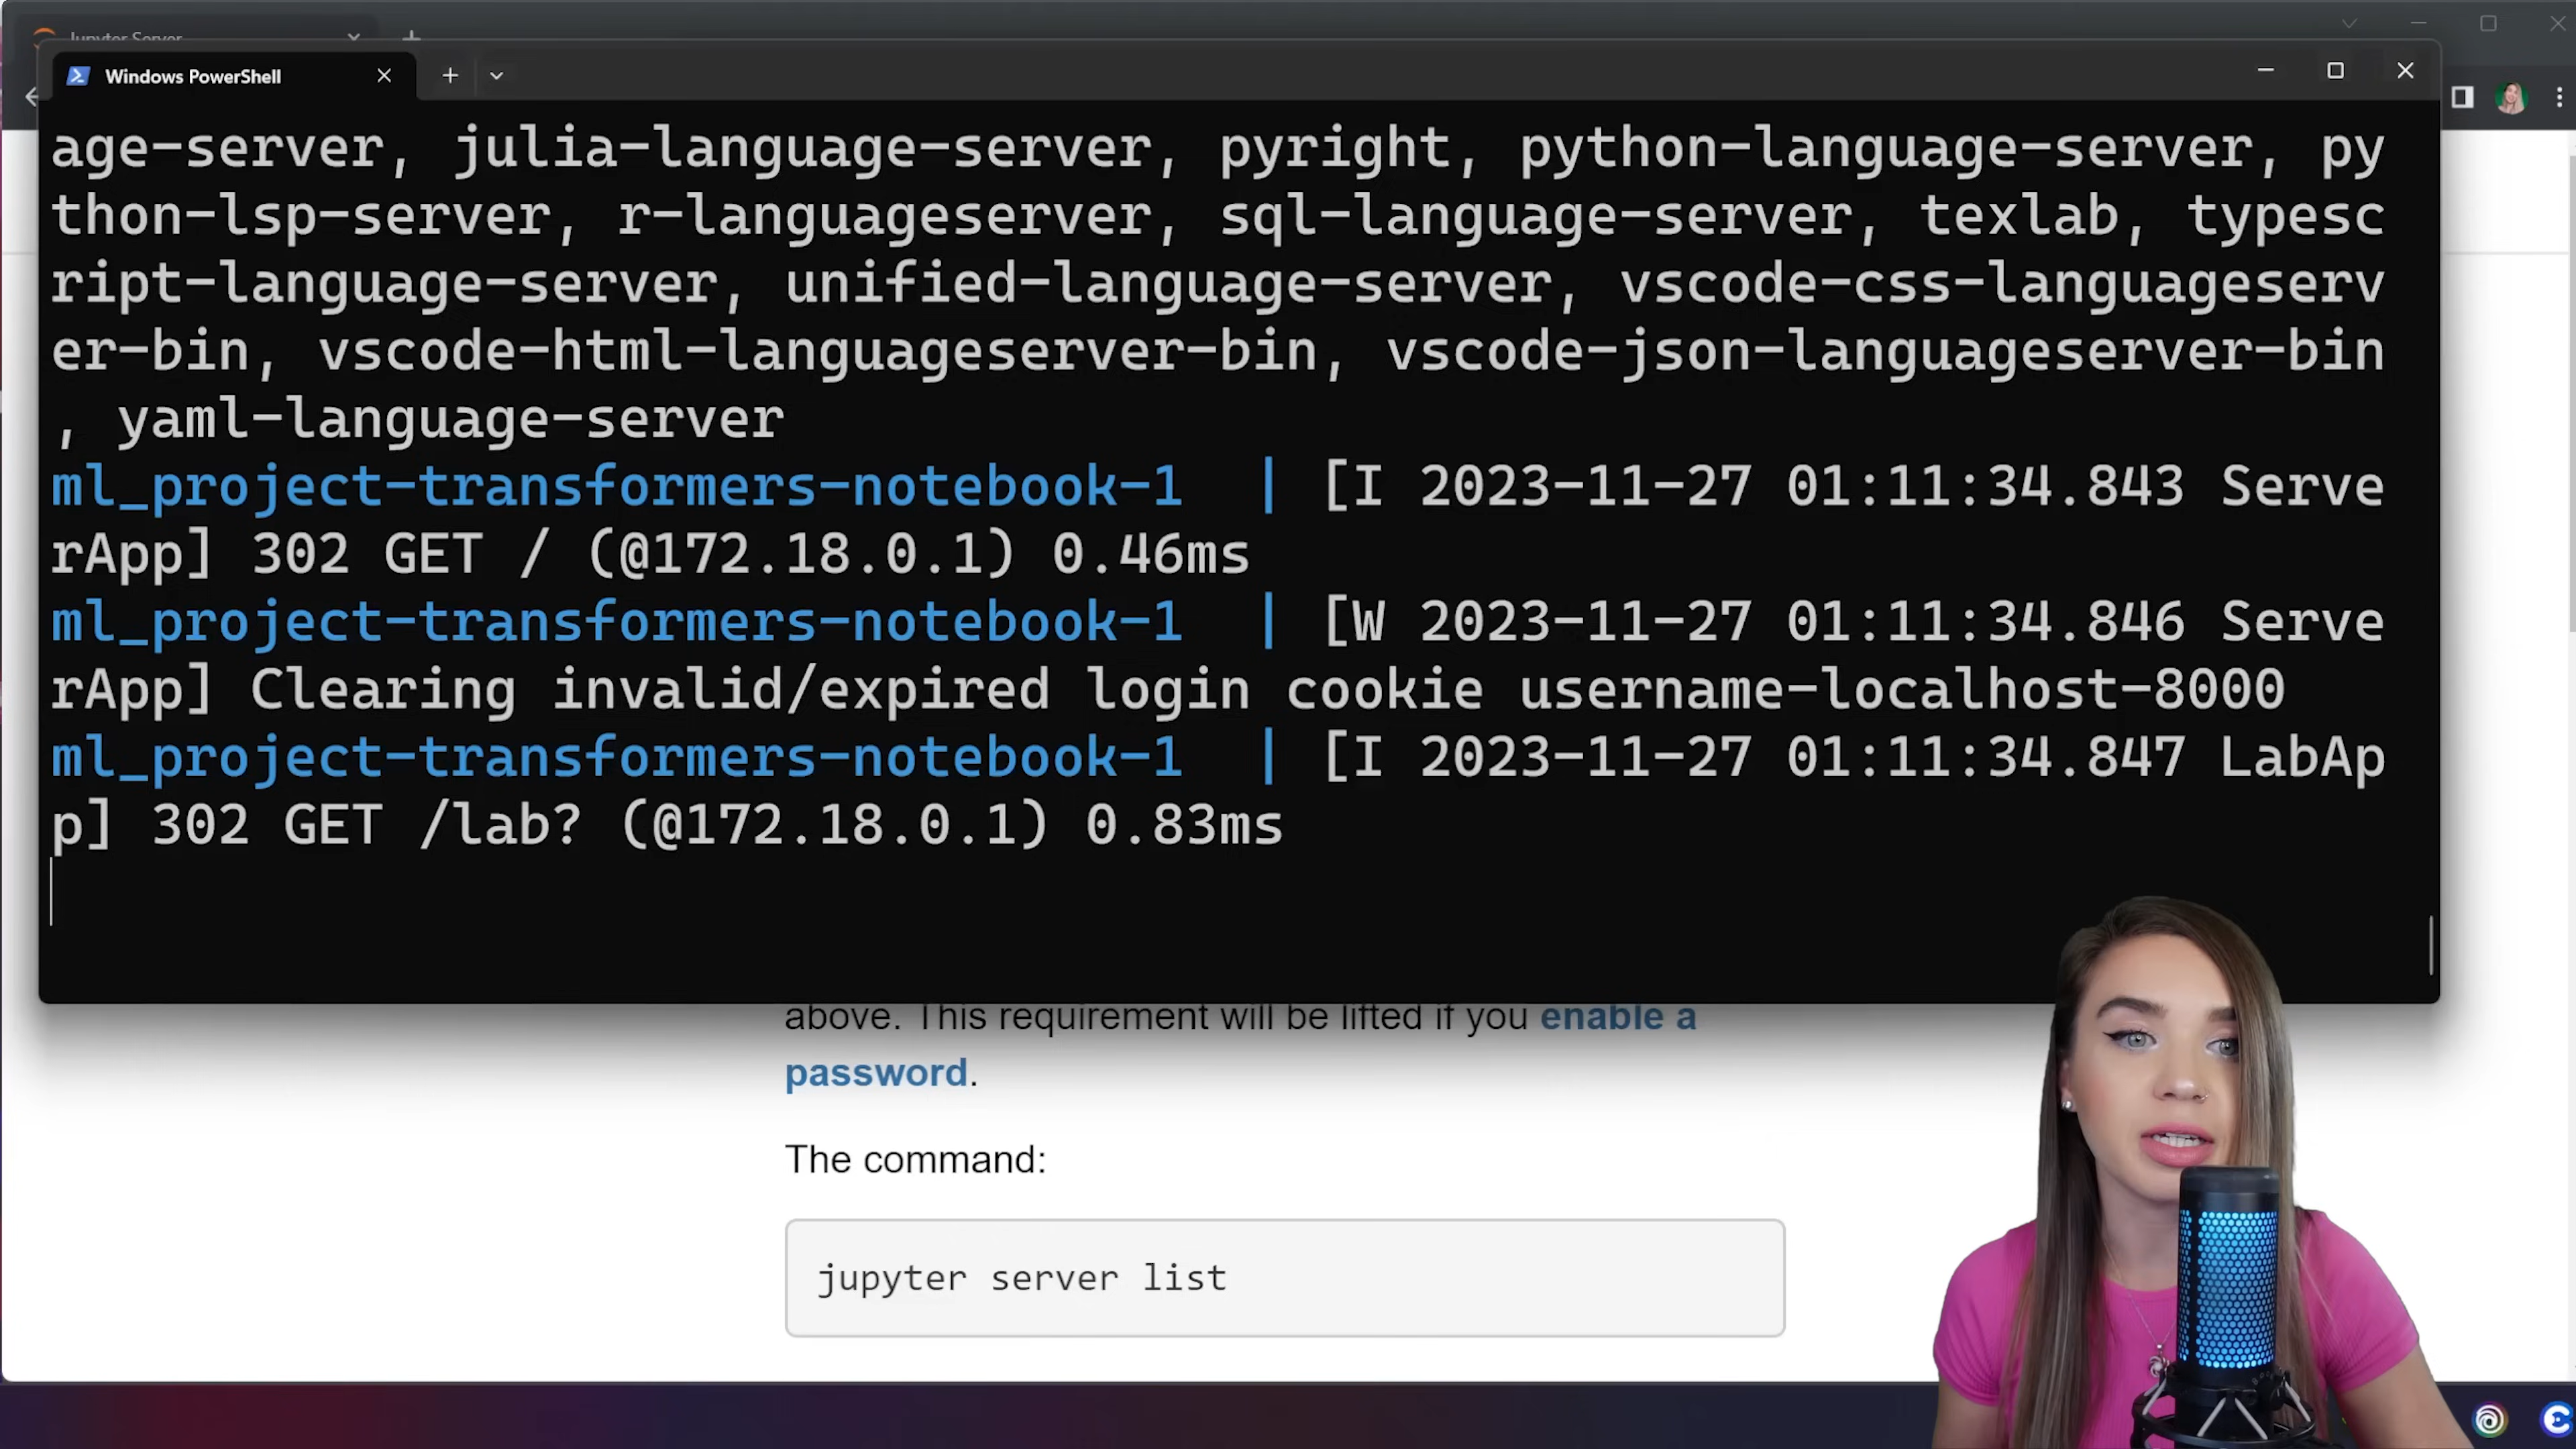 Jupyter Server
Windows PowerShell
age-server, julia-language-server, pyright, python-language-server, py
thon-lsp-server, r-languageserver, sql-language-server, texlab, typesc
ript-language-server, unified-language-server, vscode-css-languageserv
er-bin, vscode-html-languageserver-bin, vscode-json-languageserver-bin
, yaml-language-server
ml_project-transformers-notebook-1 | [I 2023-11-27 01:11:34.843 Serve
rApp] 302 GET / (@172.18.0.1) 0.46ms
ml_project-transformers-notebook-1 | [W 2023-11-27 01:11:34.846 Serve
rApp] Clearing invalid/expired login cookie username-localhost-8000
ml_project-transformers-notebook-1 | [I 2023-11-27 01:11:34.847 LabAp
p] 302 GET /lab? (@172.18.0.1) 0.83ms
above. This requirement will be lifted if you enable a
password.
The command:
jupyter server list